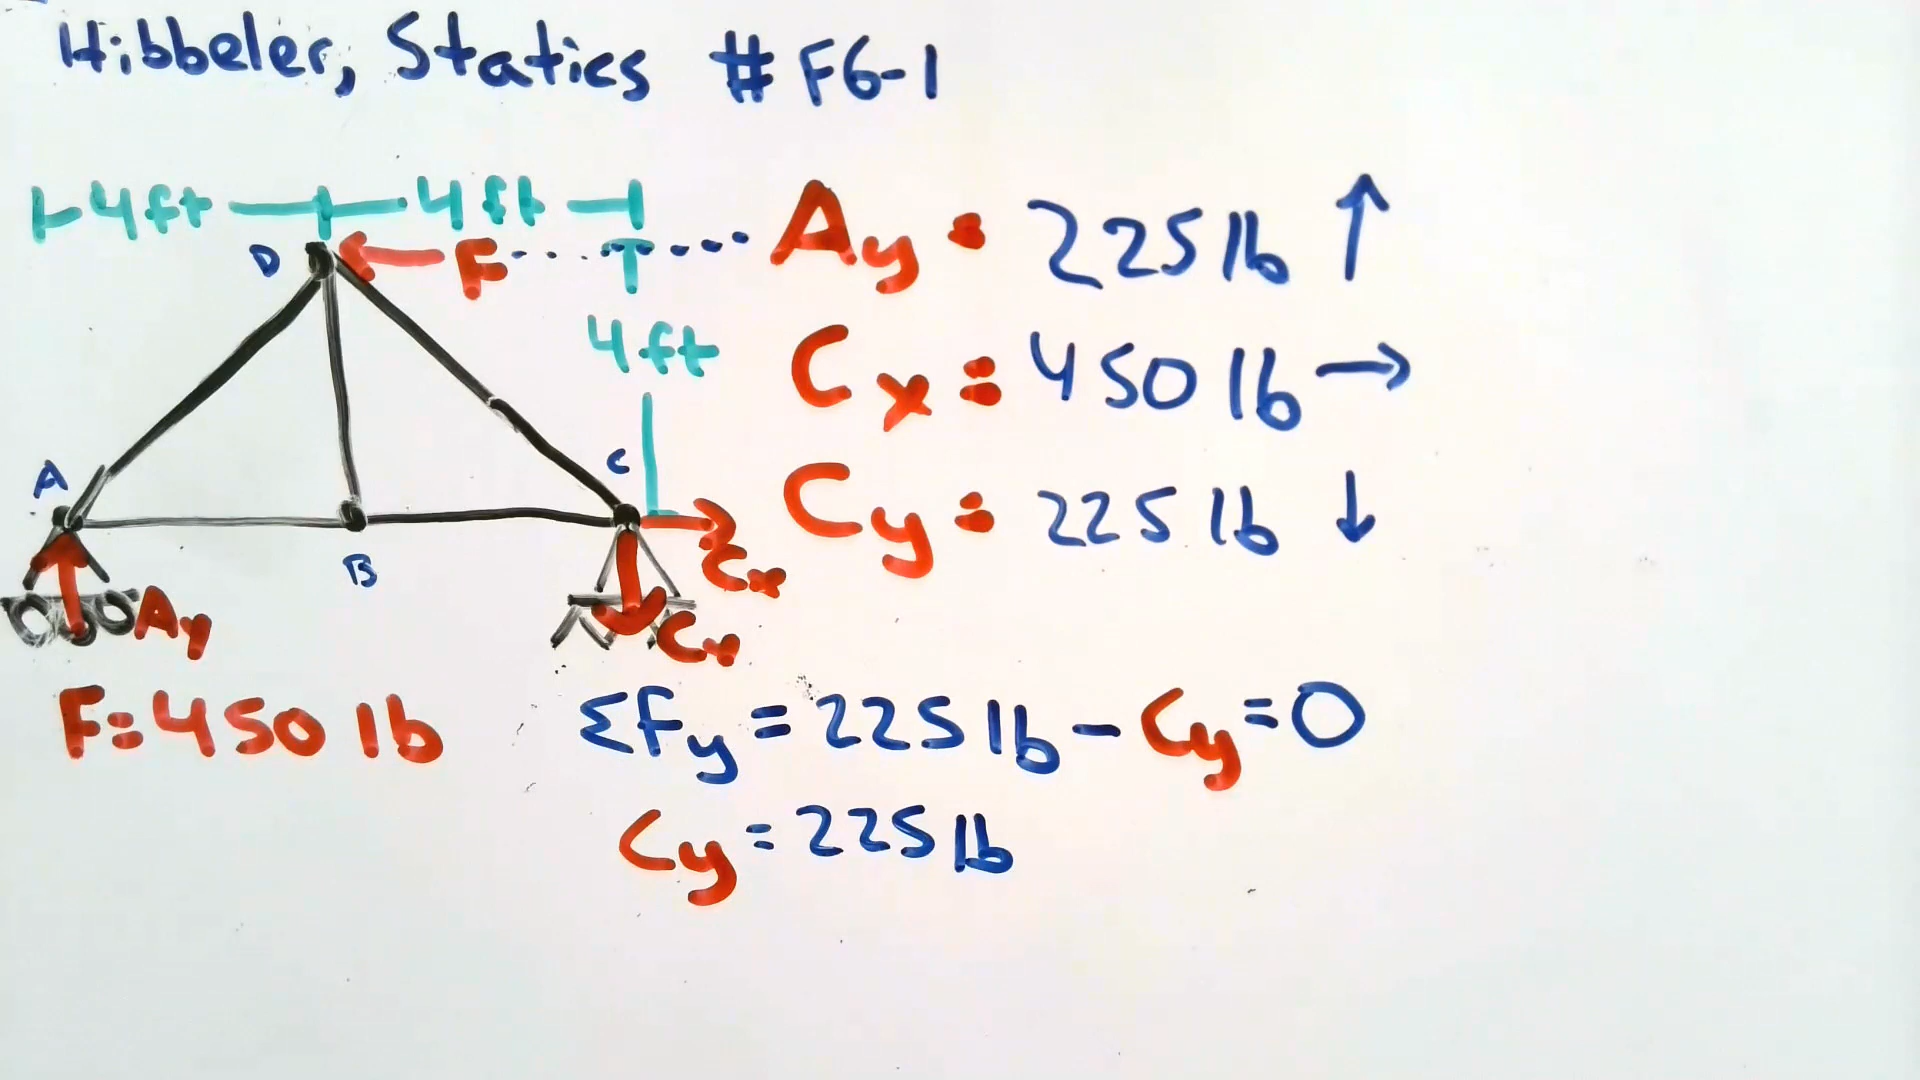 Hibbeler, Statics # F6-1
4ft 4ft
D F Ay = 225 lb ↑
4ft
Cx = 450 lb →
A C
Cy = 225 lb ↓
B Cx
Ay Cy
F = 450 lb
ΣFy = 225 lb - Cy = 0
Cy = 225 lb